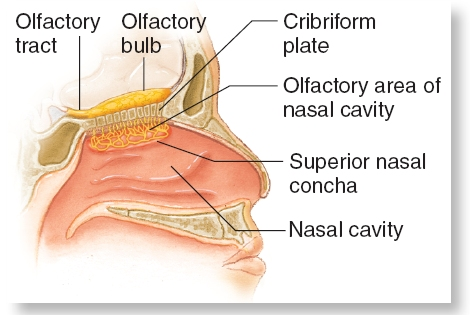 Olfactory
tract
Olfactory
bulb
Cribriform
plate
Olfactory area of
nasal cavity
Superior nasal
concha
Nasal cavity